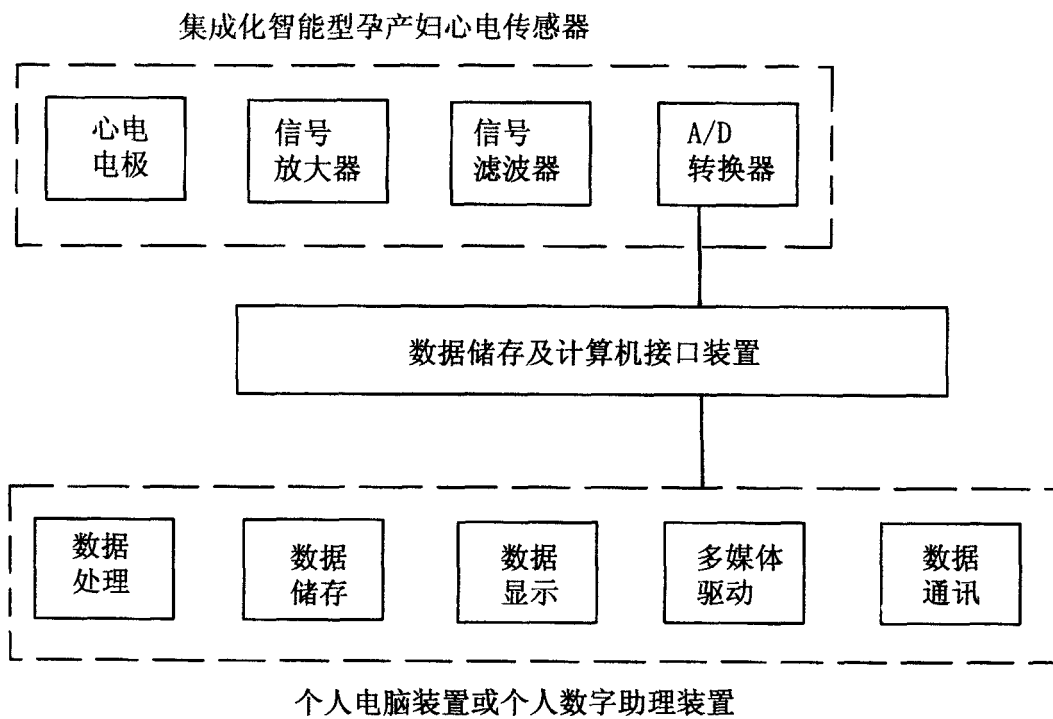 集成化智能型孕产妇心电传感器
心电
电极
信号
放大器
信号
滤波器
A/D
转换器
数据储存及计算机接口装置
数据
处理
数据
储存
数据
显示
多媒体
驱动
数据
通讯
个人电脑装置或个人数字助理装置